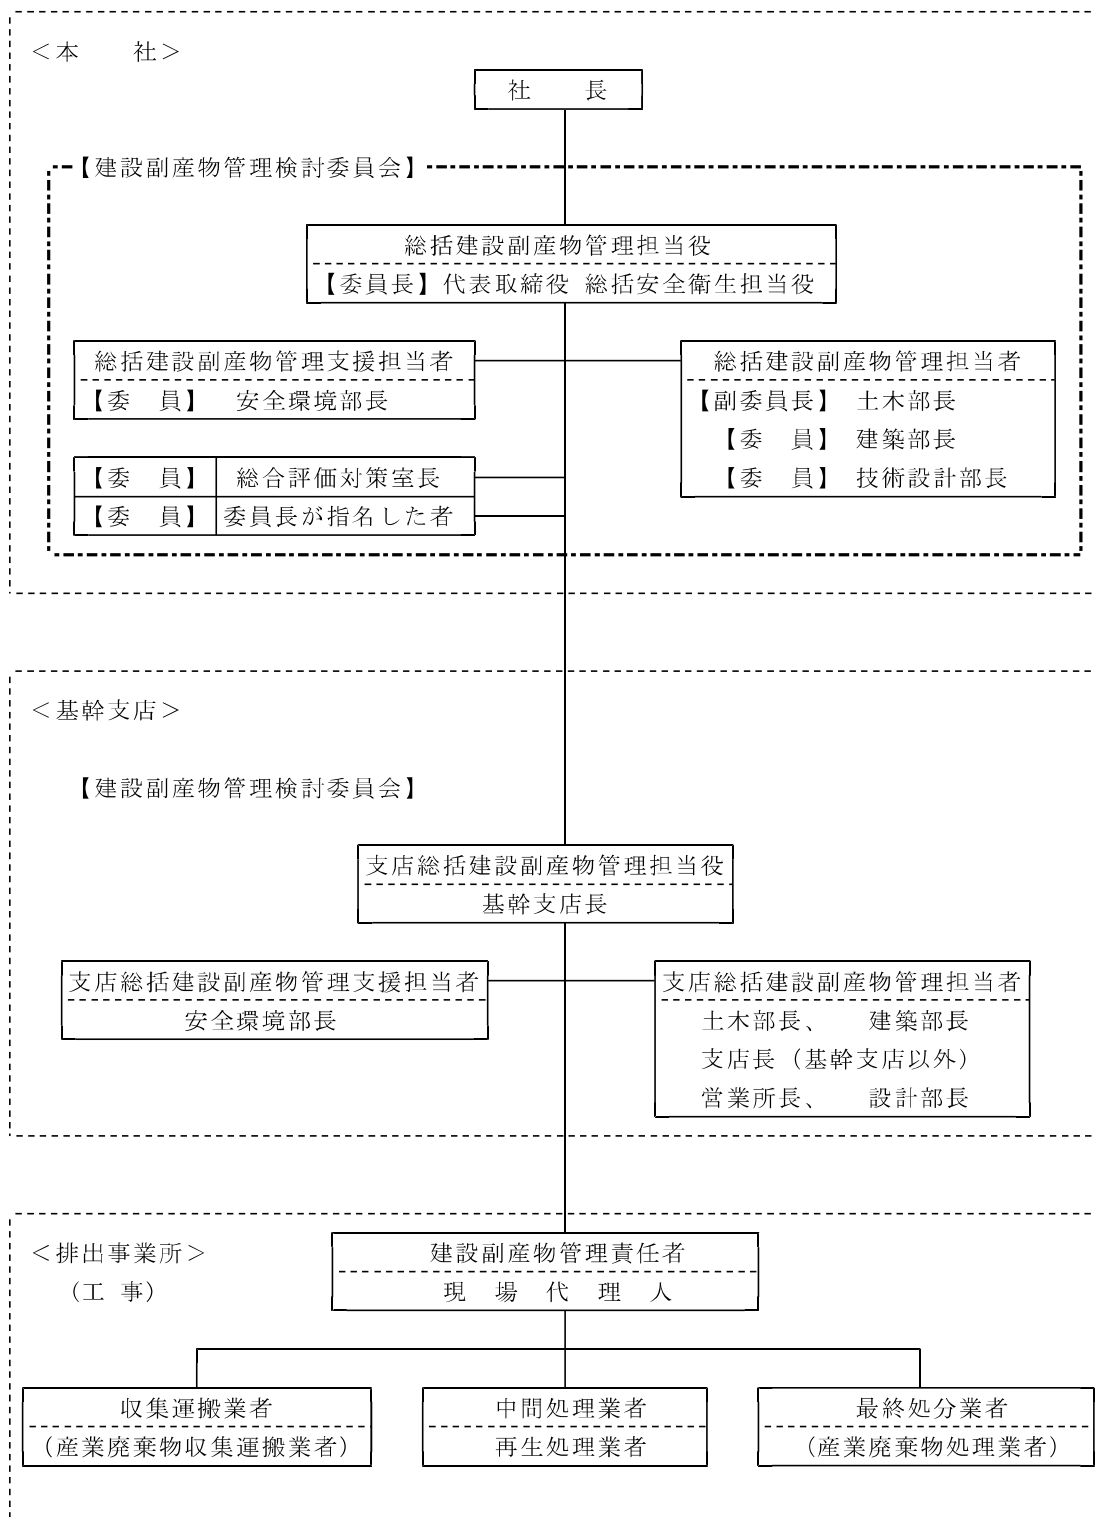 ＜本　　社＞
社　　長
【建設副産物管理検討委員会】
総括建設副産物管理担当役
【委員長】代表取締役 総括安全衛生担当役
総括建設副産物管理支援担当者
【委　員】　安全環境部長
総括建設副産物管理担当者
【副委員長】　土木部長
【委　員】　建築部長
【委　員】　技術設計部長
【委　員】　総合評価対策室長
【委　員】　委員長が指名した者
＜基幹支店＞
【建設副産物管理検討委員会】
支店総括建設副産物管理担当役
基幹支店長
支店総括建設副産物管理支援担当者
安全環境部長
支店総括建設副産物管理担当者
土木部長、　　建築部長
支店長（基幹支店以外）
営業所長、　　設計部長
＜排出事業所＞
（工 事）
建設副産物管理責任者
現　場　代　理　人
収集運搬業者
（産業廃棄物収集運搬業者）
中間処理業者
再生処理業者
最終処分業者
（産業廃棄物処理業者）